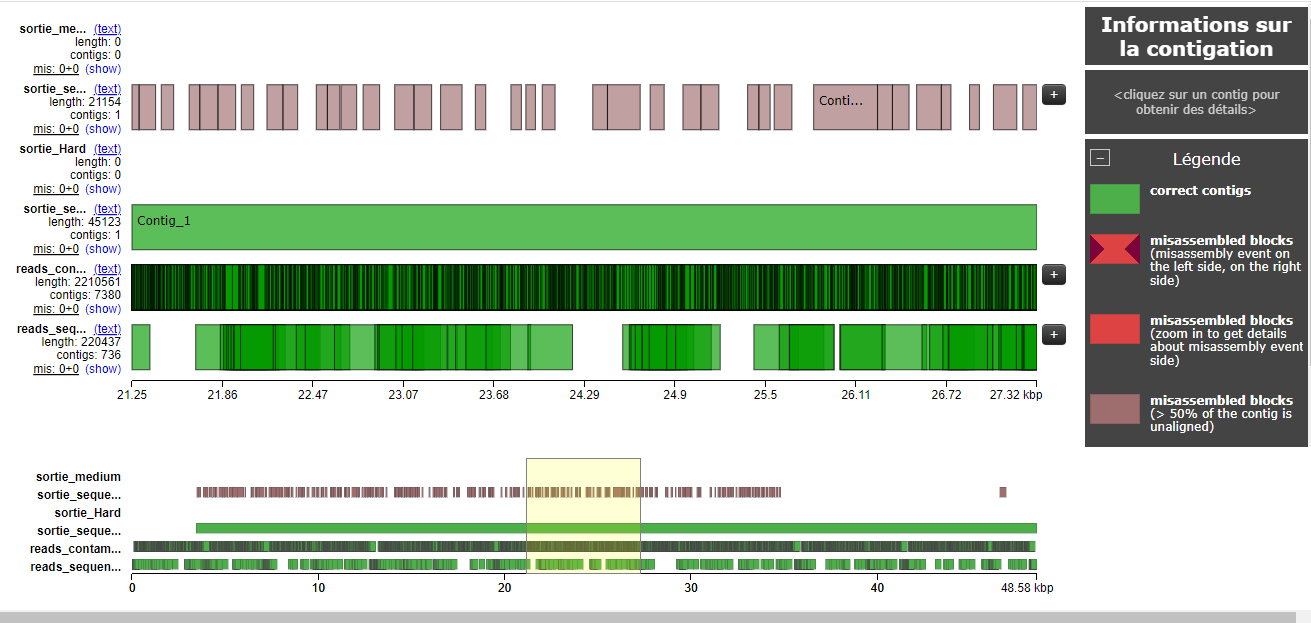 sortie_me... (text)
length: 0
contigs: 0
mis: 0+0 (show)
sortie_se... (text)
length: 21154
contigs: 1
mis: 0+0 (show)
Conti...
+
sortie_Hard (text)
length: 0
contigs: 0
mis: 0+0 (show)
sortie_se... (text)
length: 45123
contigs: 1
mis: 0+0 (show)
Contig_1
reads_con... (text)
length: 2210561
contigs: 7380
mis: 0+0 (show)
+
reads_seq... (text)
length: 220437
contigs: 736
mis: 0+0 (show)
+
21.25 21.86 22.47 23.07 23.68 24.29 24.9 25.5 26.11 26.72 27.32 kbp
sortie_medium
sortie_seque...
sortie_Hard
sortie_seque...
reads_contam...
reads_sequen...
0 10 20 30 40 48.58 kbp
Informations sur
la contigation
<cliquez sur un contig pour
obtenir des détails>
Légende
correct contigs
misassembled blocks
(misassembly event on
the left side, on the right
side)
misassembled blocks
(zoom in to get details
about misassembly event
side)
misassembled blocks
(> 50% of the contig is
unaligned)